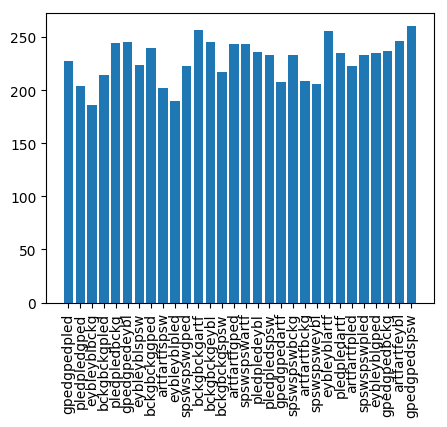 250
200
150
100
50
0
gpedgpedpled
pledpledgped
eybleyblbckg
bckgbckgpled
pledpledbckg
gpedgpedeybl
eybleyblspsw
bckgbckggped
artfartfspsw
eybleyblpled
spswspswgped
bckgbckgartf
bckgbckgeybl
bckgbckgspsw
artfartfgped
spswspswartf
pledpledeybl
pledpledspsw
gpedgpedartf
spswspswbckg
artfartfbckg
spswspsweybl
eybleyblartf
pledpledartf
artfartfpled
spswspswpled
eybleyblgped
gpedgpedbckg
artfartfeybl
gpedgpedspsw